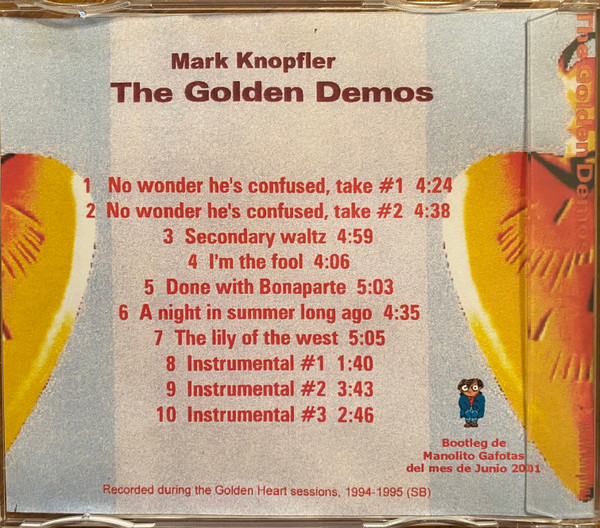 Mark Knopfler
The Golden Demos
1 No wonder he's confused, take #1 4:24
2 No wonder he's confused, take #2 4:38
3 Secondary waltz 4:59
4 I'm the fool 4:06
5 Done with Bonaparte 5:03
6 A night in summer long ago 4:35
7 The lily of the west 5:05
8 Instrumental #1 1:40
9 Instrumental #2 3:43
10 Instrumental #3 2:46
Bootleg de
Manolito Gafotas
del mes de Junio 2001
Recorded during the Golden Heart sessions, 1994-1995 (SB)
The Golden Demos